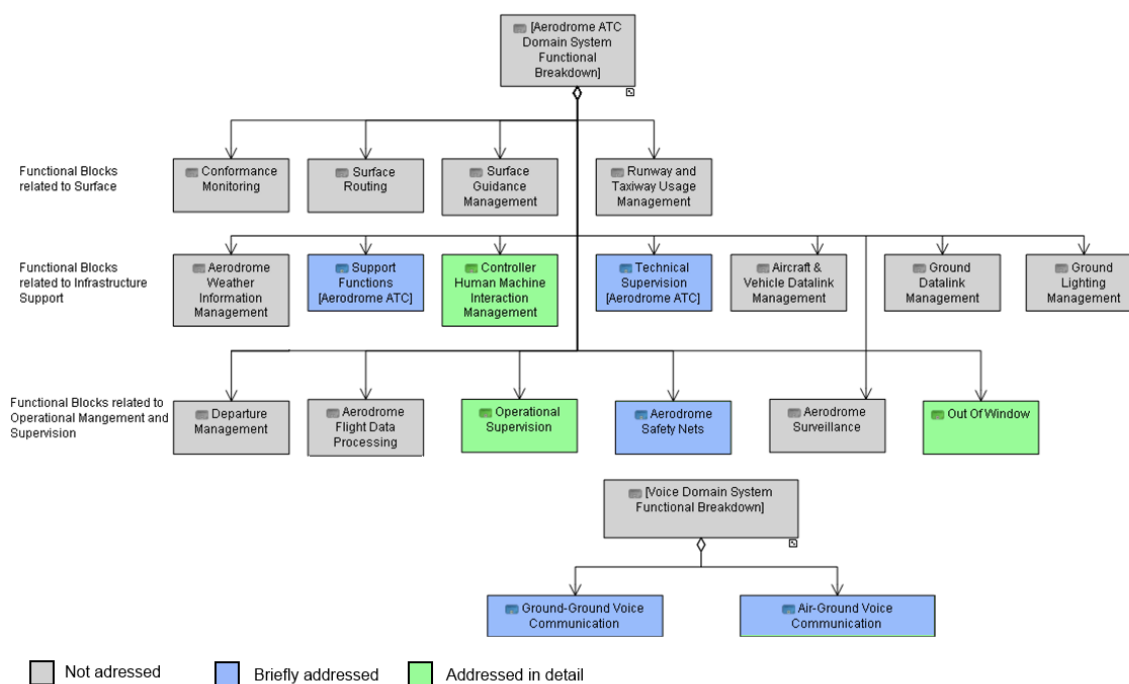 [Aerodrome ATC
Domain System
Functional
Breakdown]
Functional Blocks
related to Surface
Conformance
Monitoring
Surface
Routing
Surface
Guidance
Management
Runway and
Taxiway Usage
Management
Functional Blocks
related to Infrastructure
Support
Aerodrome
Weather
Information
Management
Support
Functions
[Aerodrome ATC]
Controller
Human Machine
Interaction
Management
Technical
Supervision
[Aerodrome ATC]
Aircraft &
Vehicle Datalink
Management
Ground
Datalink
Management
Ground
Lighting
Management
Functional Blocks related to
Operational Mangement and
Supervision
Departure
Management
Aerodrome
Flight Data
Processing
Operational
Supervision
Aerodrome
Safety Nets
Aerodrome
Surveillance
Out Of Window
[Voice Domain System
Functional Breakdown]
Ground-Ground Voice
Communication
Air-Ground Voice
Communication
Not adressed
Briefly addressed
Addressed in detail